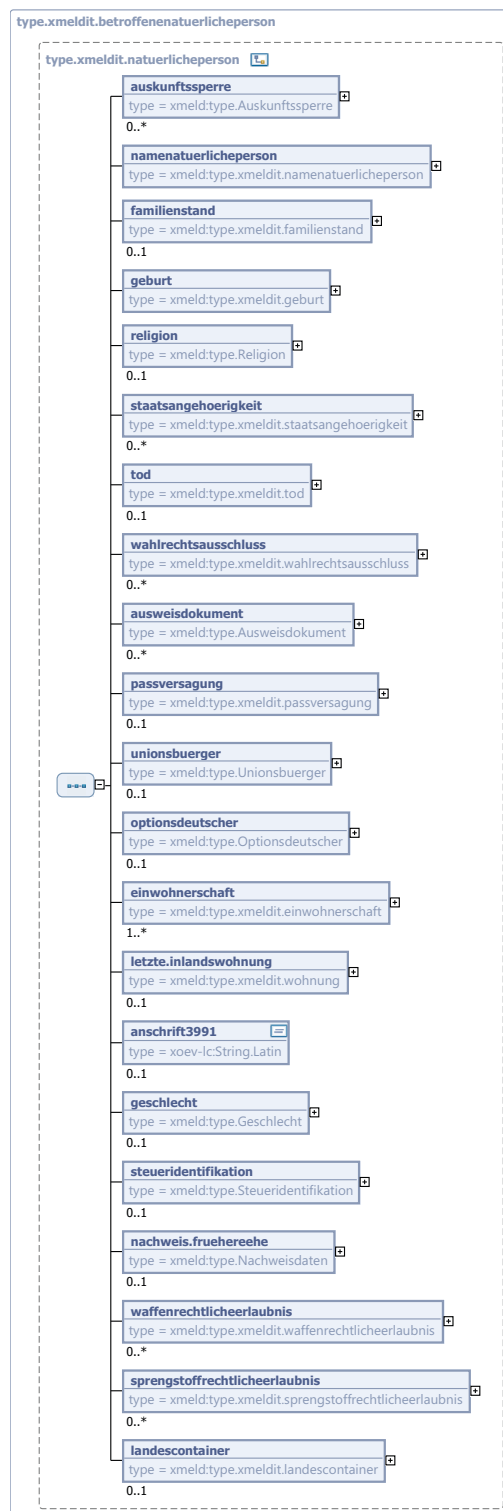 type.xmeldit.betroffenenatuerlicheperson
type.xmeldit.natuerlicheperson
auskunftssperre
type = xmeld:type.Auskunftssperre
0..*
namenatuerlicheperson
type = xmeld:type.xmeldit.namenatuerlicheperson
familienstand
type = xmeld:type.xmeldit.familienstand
0..1
geburt
type = xmeld:type.xmeldit.geburt
religion
type = xmeld:type.Religion
0..1
staatsangehoerigkeit
type = xmeld:type.xmeldit.staatsangehoerigkeit
0..*
tod
type = xmeld:type.xmeldit.tod
0..1
wahlrechtsausschluss
type = xmeld:type.xmeldit.wahlrechtsausschluss
0..*
ausweisdokument
type = xmeld:type.Ausweisdokument
0..*
passversagung
type = xmeld:type.xmeldit.passversagung
0..1
unionsbuerger
type = xmeld:type.Unionsbuerger
0..1
optionsdeutscher
type = xmeld:type.Optionsdeutscher
0..1
einwohnerschaft
type = xmeld:type.xmeldit.einwohnerschaft
1..*
letzte.inlandswohnung
type = xmeld:type.xmeldit.wohnung
0..1
anschrift3991
type = xoev-lc:String.Latin
0..1
geschlecht
type = xmeld:type.Geschlecht
0..1
steueridentifikation
type = xmeld:type.Steueridentifikation
0..1
nachweis.fruehereehe
type = xmeld:type.Nachweisdaten
0..1
waffenrechtlicheerlaubnis
type = xmeld:type.xmeldit.waffenrechtlicheerlaubnis
0..*
sprengstoffrechtlicheerlaubnis
type = xmeld:type.xmeldit.sprengstoffrechtlicheerlaubnis
0..*
landescontainer
type = xmeld:type.xmeldit.landescontainer
0..1